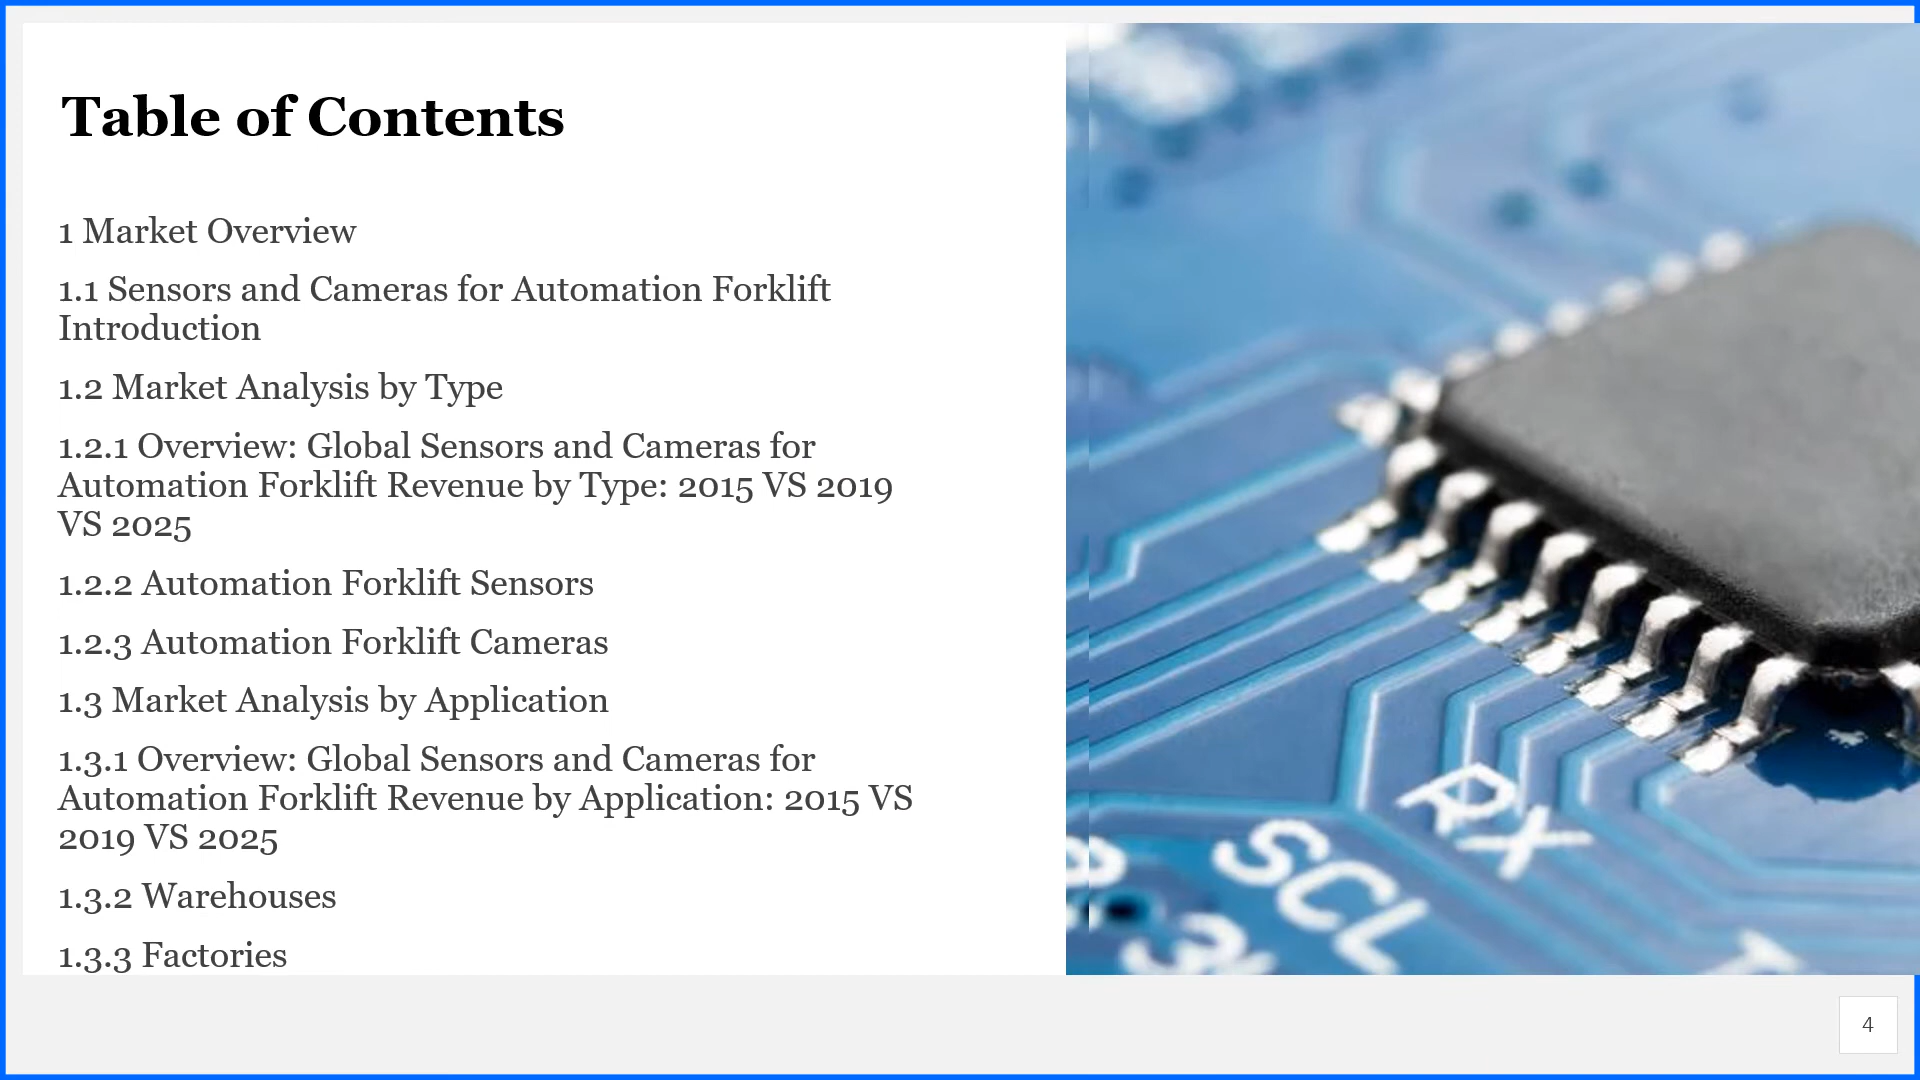 Table of Contents
1 Market Overview
1.1 Sensors and Cameras for Automation Forklift
Introduction
1.2 Market Analysis by Type
1.2.1 Overview: Global Sensors and Cameras for
Automation Forklift Revenue by Type: 2015 VS 2019
VS 2025
1.2.2 Automation Forklift Sensors
1.2.3 Automation Forklift Cameras
1.3 Market Analysis by Application
1.3.1 Overview: Global Sensors and Cameras for
Automation Forklift Revenue by Application: 2015 VS
2019 VS 2025
1.3.2 Warehouses
1.3.3 Factories
RX
SCL
4